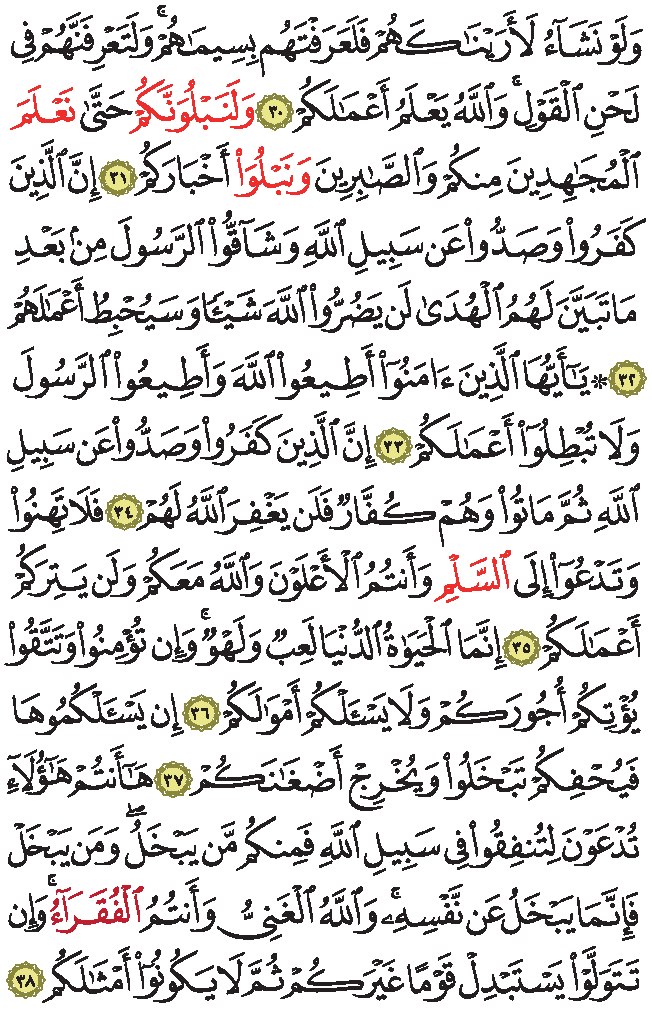 وَلَوْ نَشَآءُ لَأَرَيْنَٰكَهُمْ فَلَعَرَفْتَهُم بِسِيمَٰهُمْ ۚ وَلَتَعْرِفَنَّهُمْ فِى
لَحْنِ ٱلْقَوْلِ ۚ وَٱللَّهُ يَعْلَمُ أَعْمَٰلَكُمْ ٣٠ وَلَنَبْلُوَنَّكُمْ حَتَّىٰ نَعْلَمَ
ٱلْمُجَٰهِدِينَ مِنكُمْ وَٱلصَّٰبِرِينَ وَنَبْلُوَا۟ أَخْبَارَكُمْ ٣١ إِنَّ ٱلَّذِينَ
كَفَرُوا۟ وَصَدُّوا۟ عَن سَبِيلِ ٱللَّهِ وَشَآقُّوا۟ ٱلرَّسُولَ مِنۢ بَعْدِ
مَا تَبَيَّنَ لَهُمُ ٱلْهُدَىٰ لَن يَضُرُّوا۟ ٱللَّهَ شَيْـًٔا وَسَيُحْبِطُ أَعْمَٰلَهُمْ
٣٢ * يَٰٓأَيُّهَا ٱلَّذِينَ ءَامَنُوٓا۟ أَطِيعُوا۟ ٱللَّهَ وَأَطِيعُوا۟ ٱلرَّسُولَ
وَلَا تُبْطِلُوٓا۟ أَعْمَٰلَكُمْ ٣٣ إِنَّ ٱلَّذِينَ كَفَرُوا۟ وَصَدُّوا۟ عَن سَبِيلِ
ٱللَّهِ ثُمَّ مَاتُوا۟ وَهُمْ كُفَّارٌ فَلَن يَغْفِرَ ٱللَّهُ لَهُمْ ٣٤ فَلَا تَهِنُوا۟
وَتَدْعُوٓا۟ إِلَى ٱلسَّلْمِ وَأَنتُمُ ٱلْأَعْلَوْنَ وَٱللَّهُ مَعَكُمْ وَلَن يَتِرَكُمْ
أَعْمَٰلَكُمْ ٣٥ إِنَّمَا ٱلْحَيَوٰةُ ٱلدُّنْيَا لَعِبٌ وَلَهْوٌ ۚ وَإِن تُؤْمِنُوا۟ وَتَتَّقُوا۟
يُؤْتِكُمْ أُجُورَكُمْ وَلَا يَسْـَٔلْكُمْ أَمْوَٰلَكُمْ ٣٦ إِن يَسْـَٔلْكُمُوهَا
فَيُحْفِكُمْ تَبْخَلُوا۟ وَيُخْرِجْ أَضْغَٰنَكُمْ ٣٧ هَٰٓأَنتُمْ هَٰٓؤُلَآءِ
تُدْعَوْنَ لِتُنفِقُوا۟ فِى سَبِيلِ ٱللَّهِ فَمِنكُم مَّن يَبْخَلُ ۖ وَمَن يَبْخَلْ
فَإِنَّمَا يَبْخَلُ عَن نَّفْسِهِۦ ۚ وَٱللَّهُ ٱلْغَنِىُّ وَأَنتُمُ ٱلْفُقَرَآءُ ۚ وَإِن
تَتَوَلَّوْا۟ يَسْتَبْدِلْ قَوْمًا غَيْرَكُمْ ثُمَّ لَا يَكُونُوٓا۟ أَمْثَٰلَكُم ٣٨